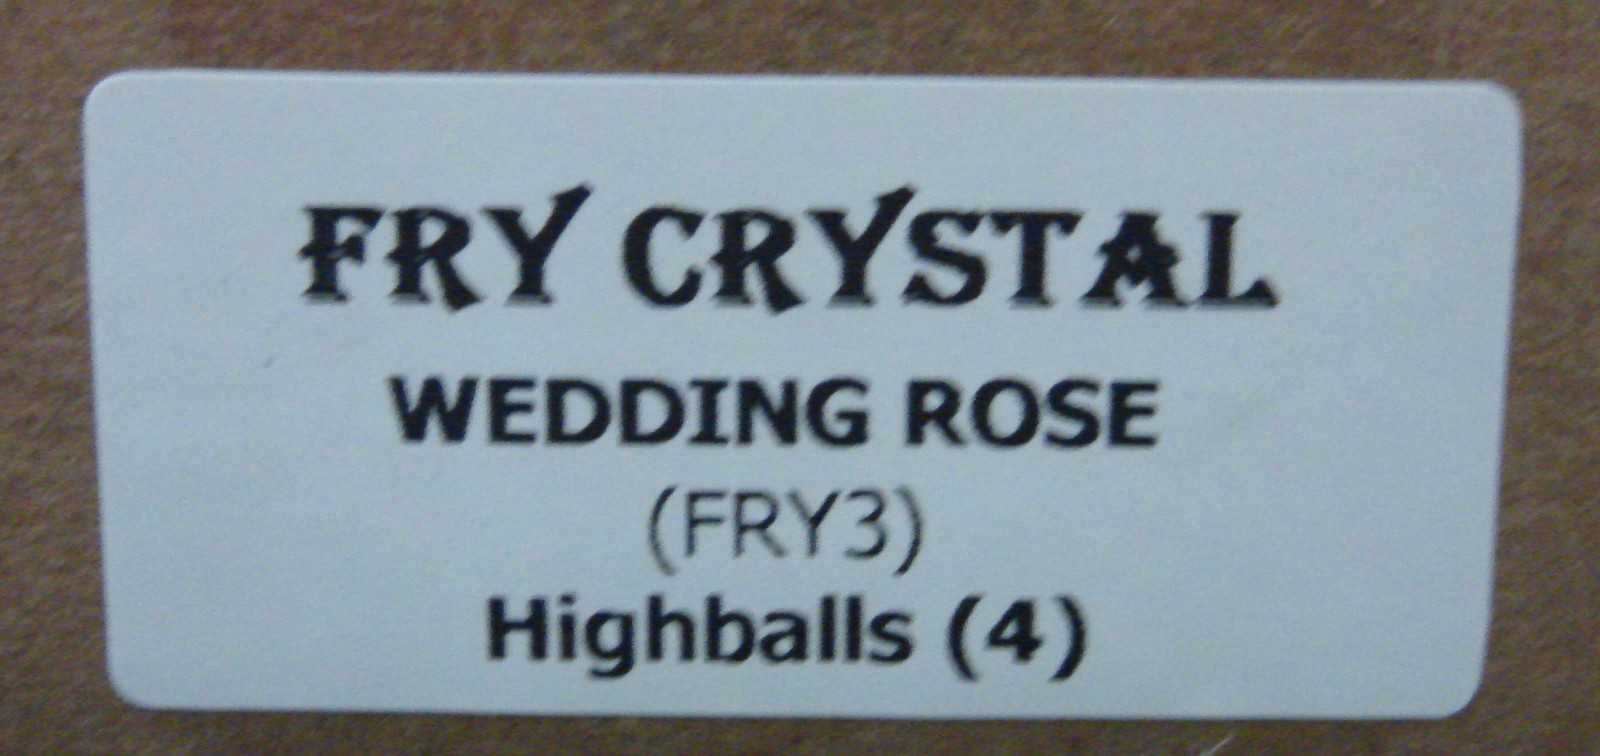 FRY CRYSTAL
WEDDING ROSE
(FRY3)
Highballs (4)